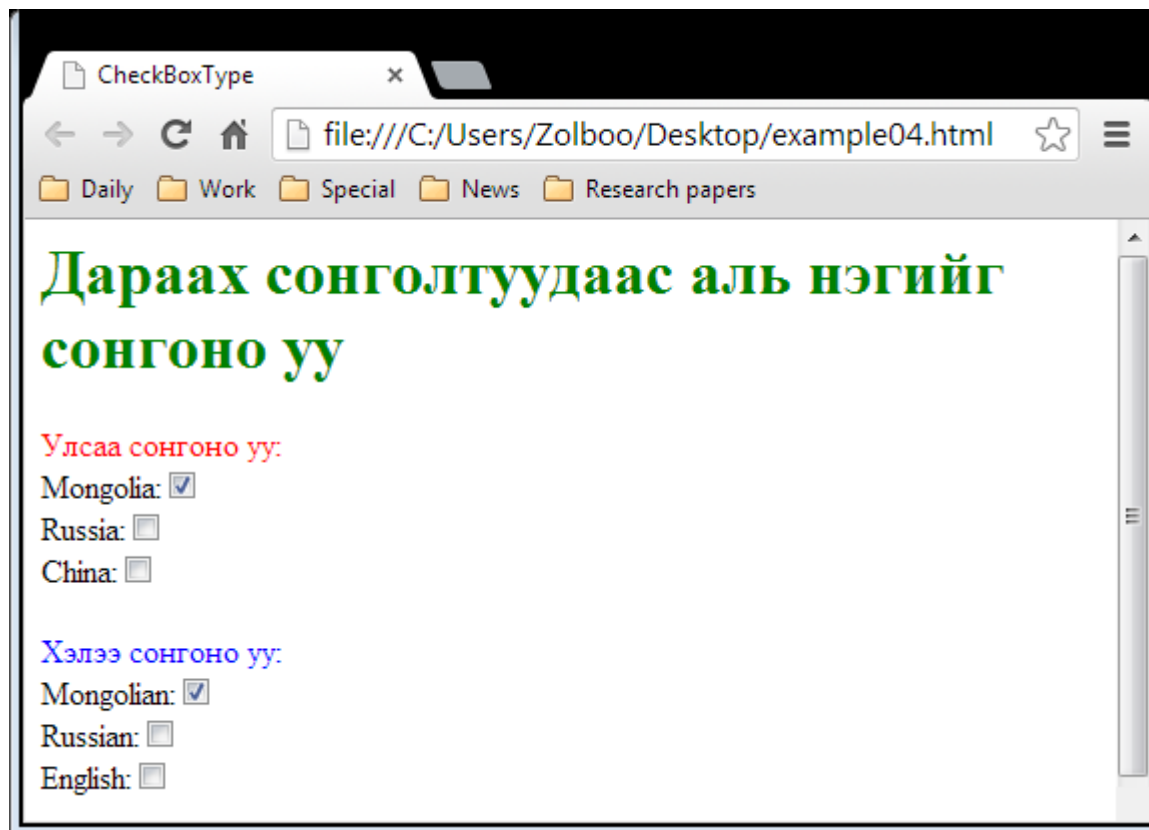 CheckBoxType
file:///C:/Users/Zolboo/Desktop/example04.html
Daily Work Special News Research papers
Дараах сонголтуудаас аль нэгийг
сонгоно уу
Улсаа сонгоно уу:
Mongolia:
Russia:
China:
Хэлээ сонгоно уу:
Mongolian:
Russian:
English: